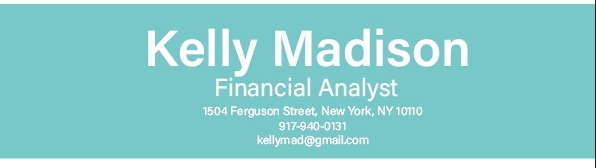 Kelly Madison
Financial Analyst
1504 Ferguson Street, New York, NY 10110
917-940-0131
kellymad@gmail.com